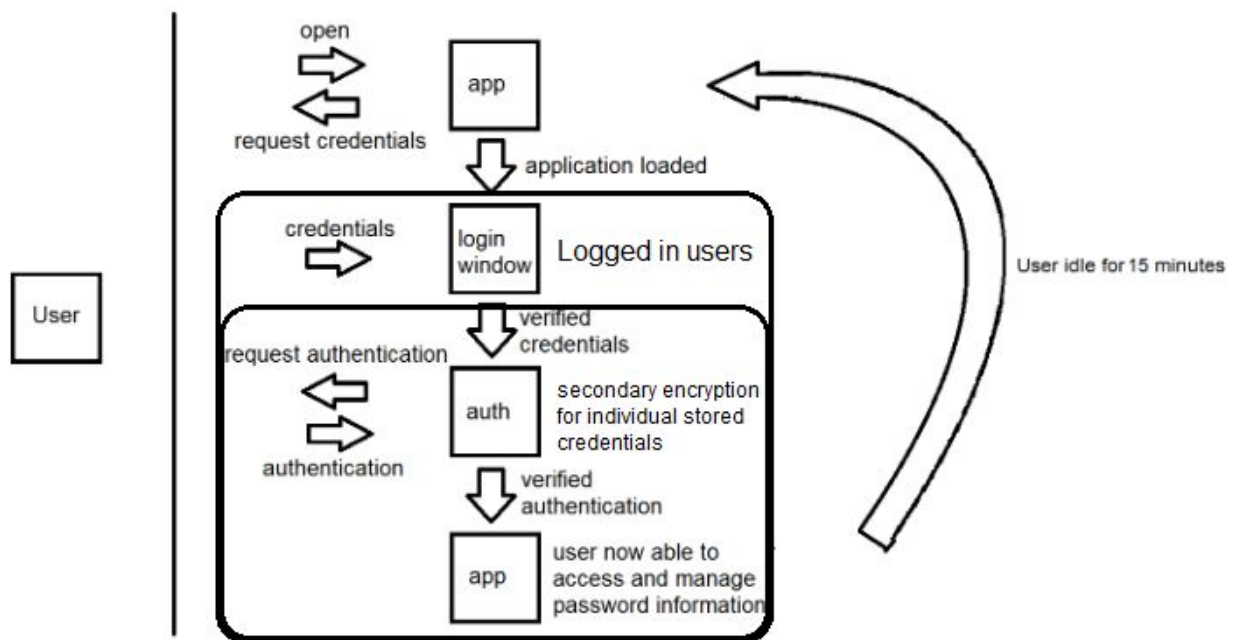 open
app
request credentials
application loaded
credentials
login
window
Logged in users
User idle for 15 minutes
User
verified
credentials
request authentication
auth
secondary encryption
for individual stored
credentials
authentication
verified
authentication
app
user now able to
access and manage
password information